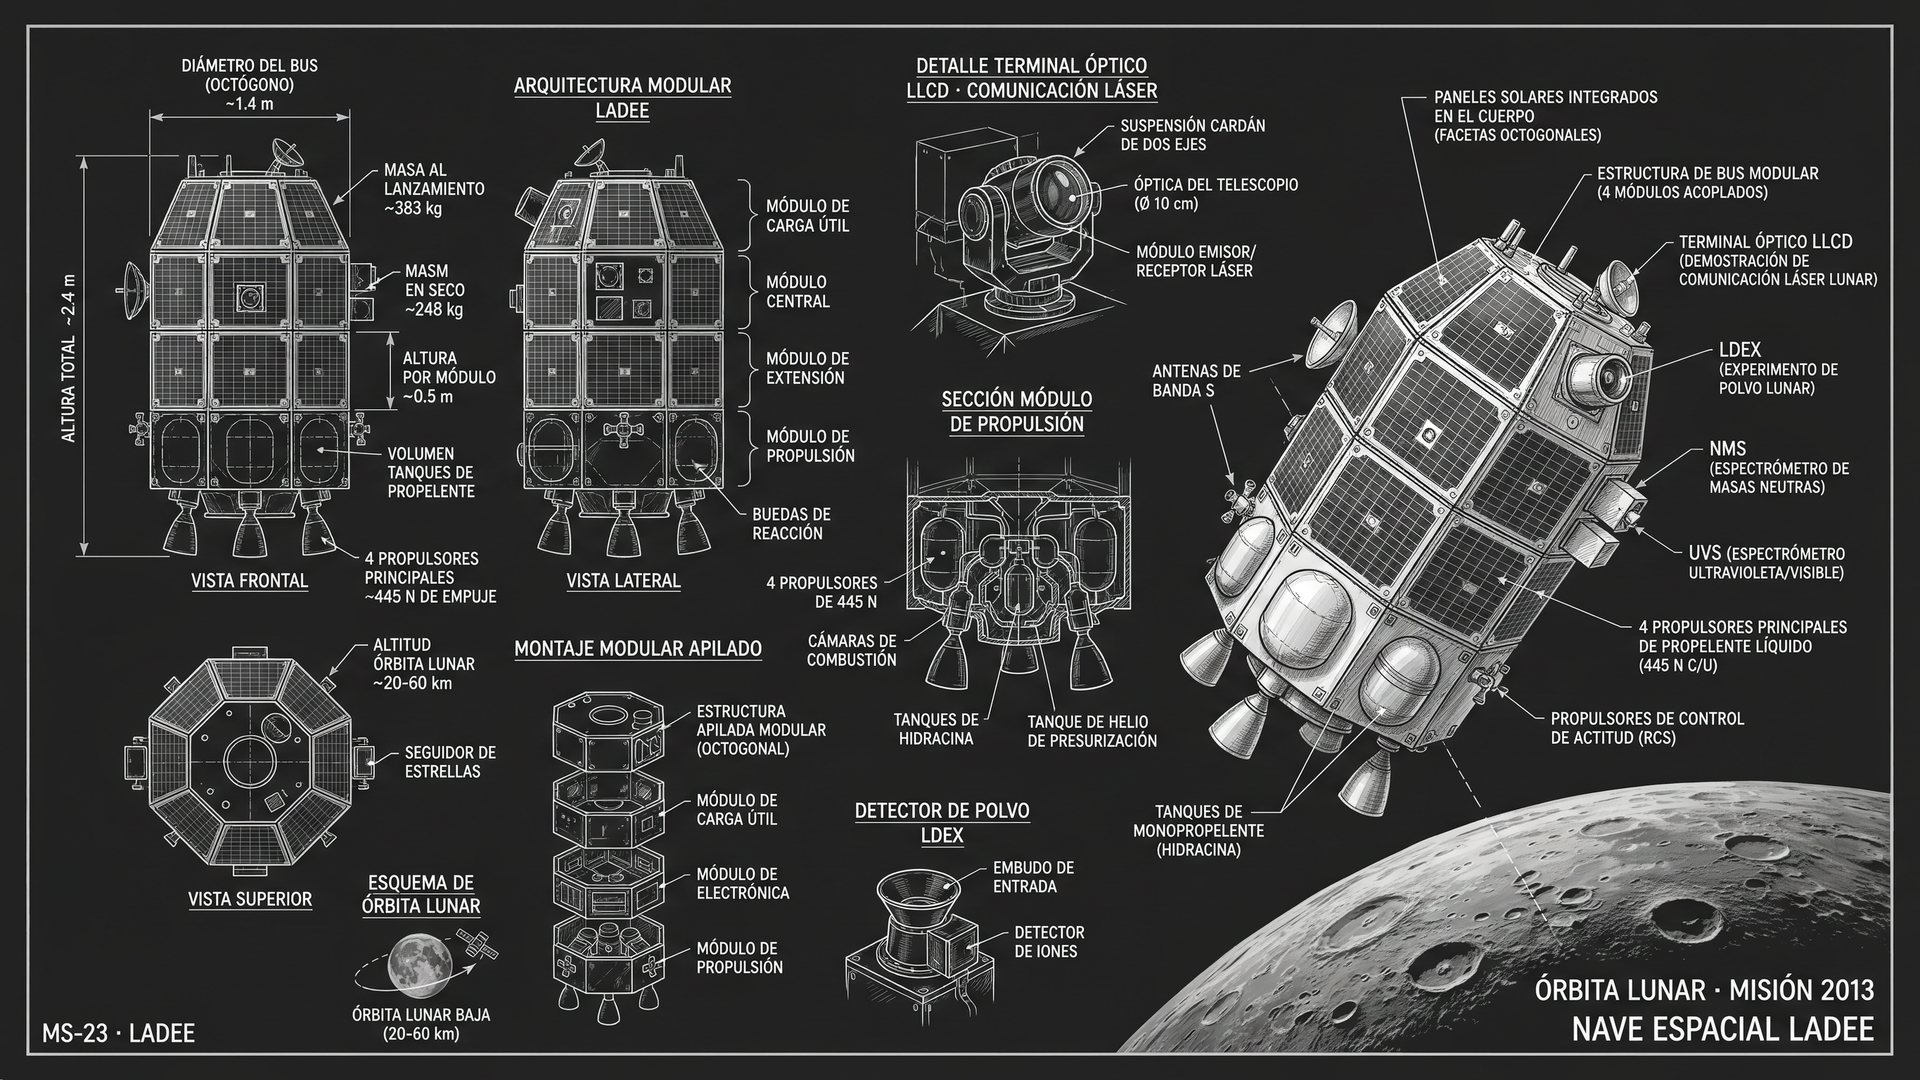 DIÁMETRO DEL BUS
(OCTÓGONO)
~1.4 m
ALTURA TOTAL ~2.4 m
MASA AL
LANZAMIENTO
~383 kg
MASM
EN SECO
~248 kg
ALTURA
POR MÓDULO
~0.5 m
VOLUMEN
TANQUES DE
PROPELENTE
4 PROPULSORES
PRINCIPALES
~445 N DE EMPUJE
VISTA FRONTAL
ARQUITECTURA MODULAR
LADEE
MÓDULO DE
CARGA ÚTIL
MÓDULO
CENTRAL
MÓDULO DE
EXTENSIÓN
MÓDULO DE
PROPULSIÓN
BUEDAS DE
REACCIÓN
VISTA LATERAL
DETALLE TERMINAL ÓPTICO
LLCD · COMUNICACIÓN LÁSER
SUSPENSIÓN CARDÁN
DE DOS EJES
ÓPTICA DEL TELESCOPIO
(Ø 10 cm)
MÓDULO EMISOR/
RECEPTOR LÁSER
SECCIÓN MÓDULO
DE PROPULSIÓN
4 PROPULSORES
DE 445 N
CÁMARAS DE
COMBUSTIÓN
TANQUES DE
HIDRACINA
TANQUE DE HELIO
DE PRESURIZACIÓN
PANELES SOLARES INTEGRADOS
EN EL CUERPO
(FACETAS OCTOGONALES)
ESTRUCTURA DE BUS MODULAR
(4 MÓDULOS ACOPLADOS)
TERMINAL ÓPTICO LLCD
(DEMOSTRACIÓN DE
COMUNICACIÓN LÁSER LUNAR)
LDEX
(EXPERIMENTO DE
POLVO LUNAR)
ANTENAS DE
BANDA S
NMS
(ESPECTRÓMETRO DE
MASAS NEUTRAS)
UVS (ESPECTRÓMETRO
ULTRAVIOLETA/VISIBLE)
4 PROPULSORES PRINCIPALES
DE PROPELENTE LÍQUIDO
(445 N C/U)
PROPULSORES DE CONTROL
DE ACTITUD (RCS)
TANQUES DE
MONOPROPELENTE
(HIDRACINA)
ALTITUD
ÓRBITA LUNAR
~20-60 km
SEGUIDOR DE
ESTRELLAS
VISTA SUPERIOR
ESQUEMA DE
ÓRBITA LUNAR
ÓRBITA LUNAR BAJA
(20-60 km)
MONTAJE MODULAR APILADO
ESTRUCTURA
APILADA MODULAR
(OCTOGONAL)
MÓDULO DE
CARGA ÚTIL
MÓDULO DE
ELECTRÓNICA
MÓDULO DE
PROPULSIÓN
DETECTOR DE POLVO
LDEX
EMBUDO DE
ENTRADA
DETECTOR
DE IONES
MS-23 · LADEE
ÓRBITA LUNAR · MISIÓN 2013
NAVE ESPACIAL LADEE